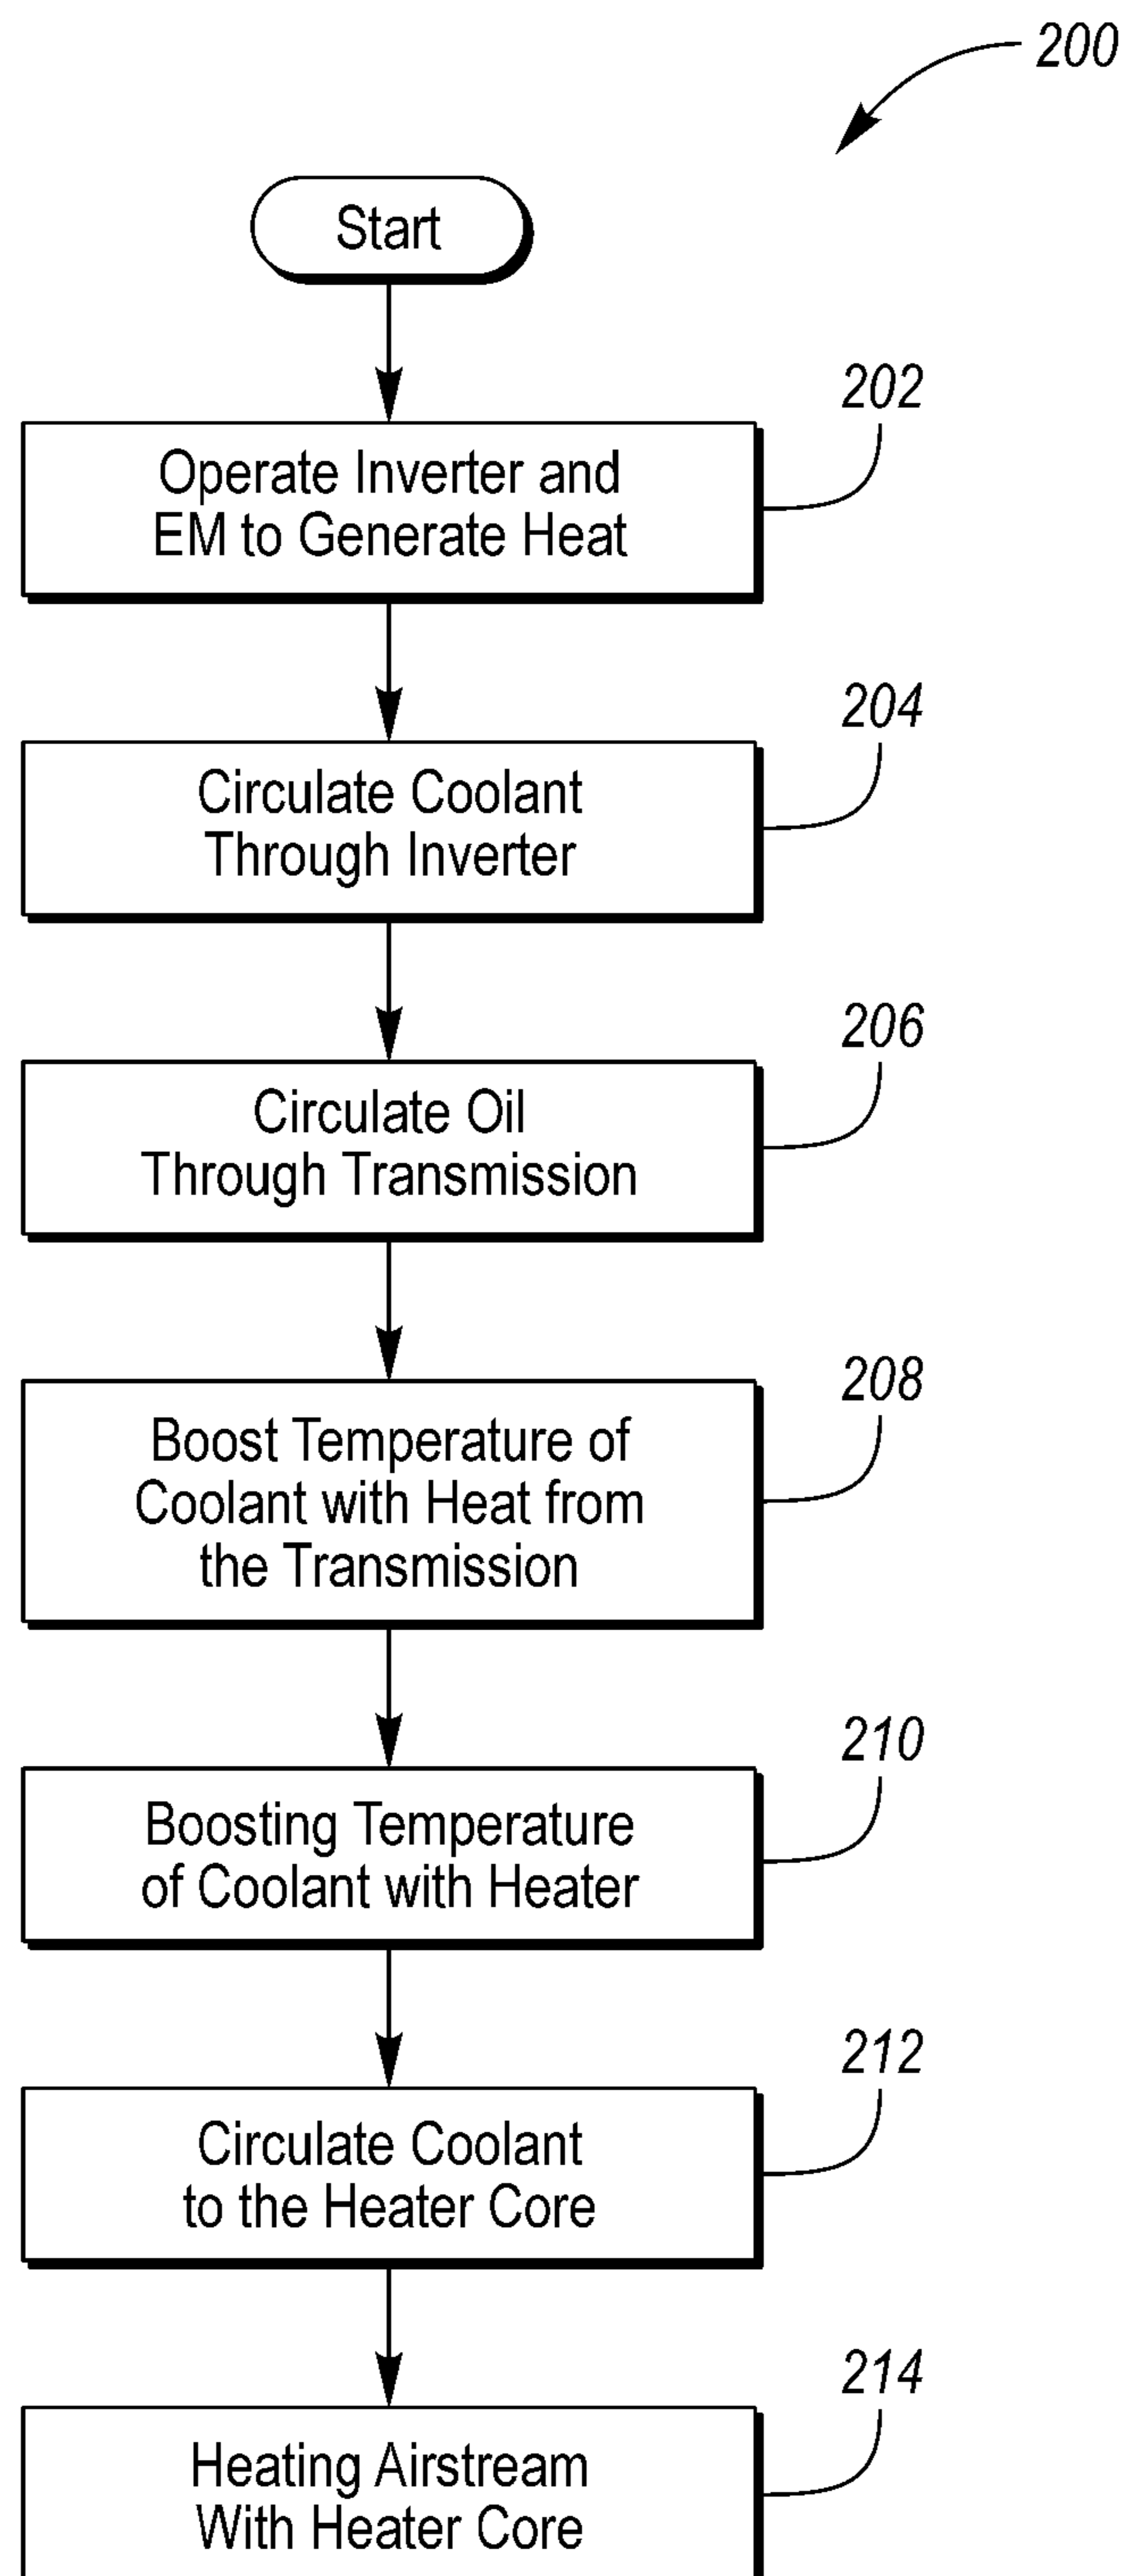 200
Start
202
Operate Inverter and
EM to Generate Heat
204
Circulate Coolant
Through Inverter
206
Circulate Oil
Through Transmission
208
Boost Temperature of
Coolant with Heat from
the Transmission
210
Boosting Temperature
of Coolant with Heater
212
Circulate Coolant
to the Heater Core
214
Heating Airstream
With Heater Core